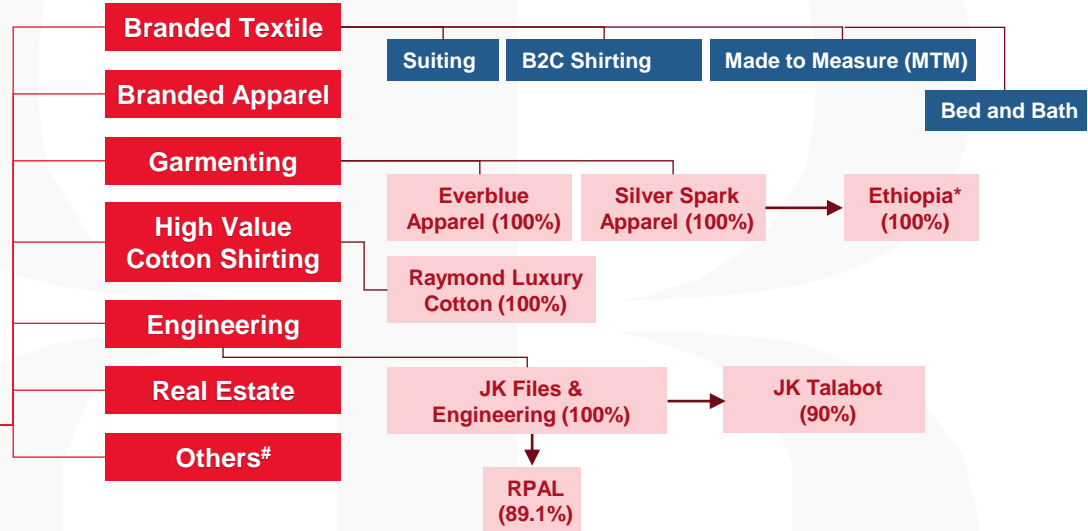 Branded Textile
Suiting
B2C Shirting
Made to Measure (MTM)
Bed and Bath
Branded Apparel
Garmenting
Everblue
Apparel (100%)
Silver Spark
Apparel (100%)
Ethiopia*
(100%)
High Value
Cotton Shirting
Raymond Luxury
Cotton (100%)
Engineering
JK Files &
Engineering (100%)
JK Talabot
(90%)
RPAL
(89.1%)
Real Estate
Others#